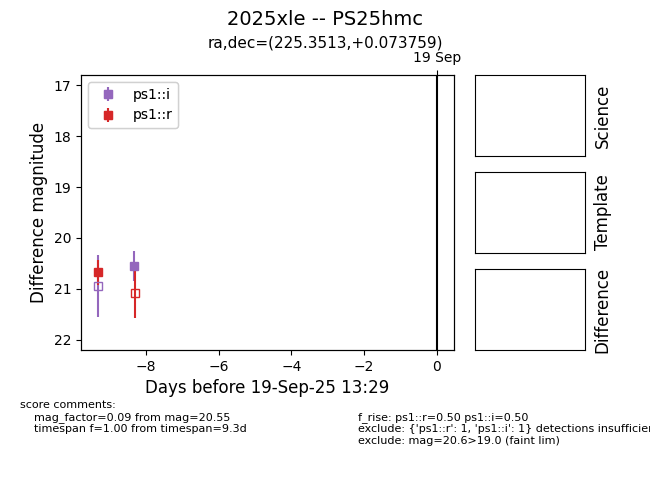 2025xle -- PS25hmc
ra,dec=(225.3513,+0.073759)
19 Sep
ps1::i
ps1::r
17
18
19
20
21
22
Difference magnitude
−8
−6
−4
−2
0
Days before 19-Sep-25 13:29
Science
Template
Difference
score comments:
mag_factor=0.09 from mag=20.55
timespan f=1.00 from timespan=9.3d
f_rise: ps1::r=0.50 ps1::i=0.50
exclude: {'ps1::r': 1, 'ps1::i': 1} detections insufficien
exclude: mag=20.6>19.0 (faint lim)